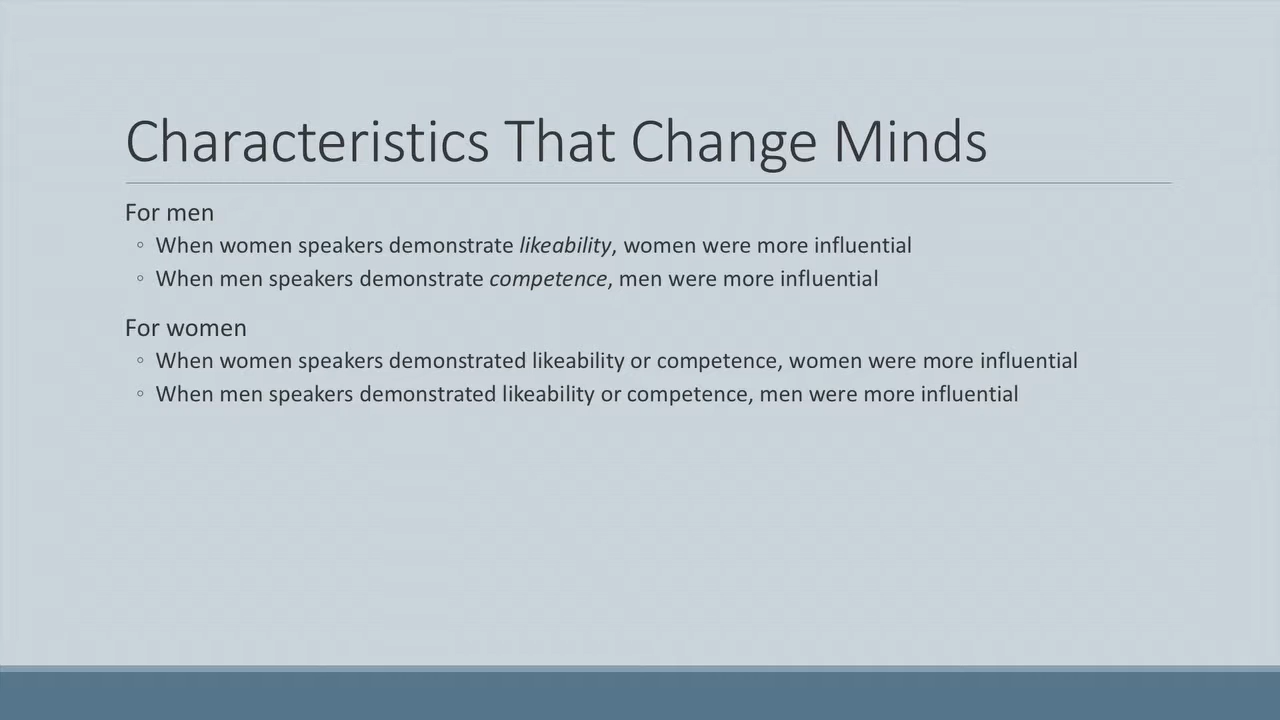 Characteristics That Change Minds
For men
◦ When women speakers demonstrate likeability, women were more influential
◦ When men speakers demonstrate competence, men were more influential
For women
◦ When women speakers demonstrated likeability or competence, women were more influential
◦ When men speakers demonstrated likeability or competence, men were more influential